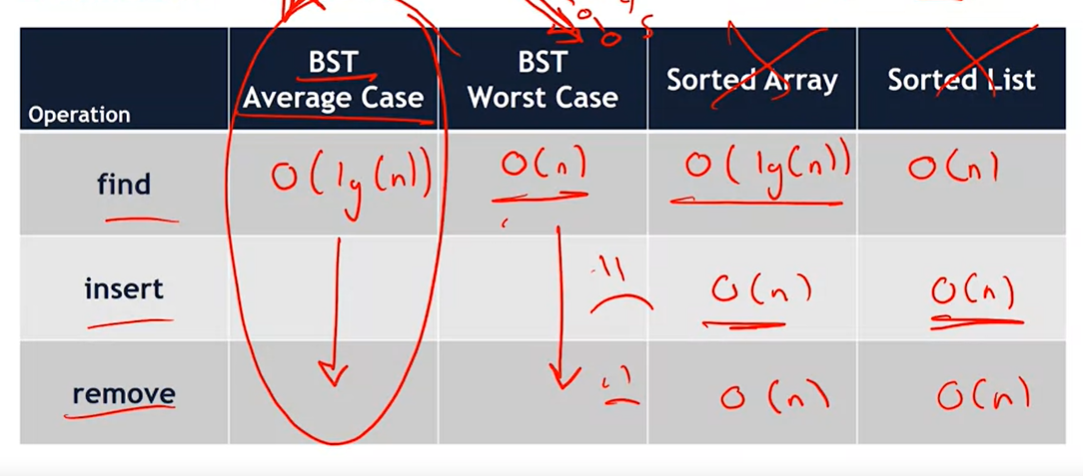 Operation
BST
Average Case
BST
Worst Case
Sorted Array
Sorted List
find
O(lg(n))
O(n)
O(lg(n))
O(n)
insert
O(n)
O(n)
remove
O(n)
O(n)